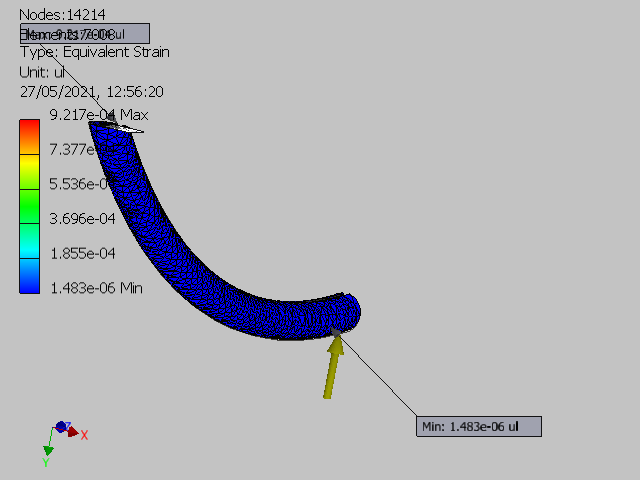 Nodes:14214
Elements:7008
Max: 9.217e-04 ul
Type: Equivalent Strain
Unit: ul
27/05/2021, 12:56:20
9.217e-04 Max
7.377e-04
5.536e-04
3.696e-04
1.855e-04
1.483e-06 Min
Min: 1.483e-06 ul
Z
X
Y